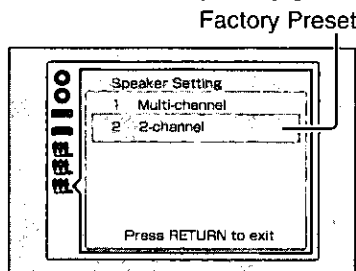 Factory Preset
Speaker Setting
1 Multi-channel
2 2-channel
Press RETURN to exit